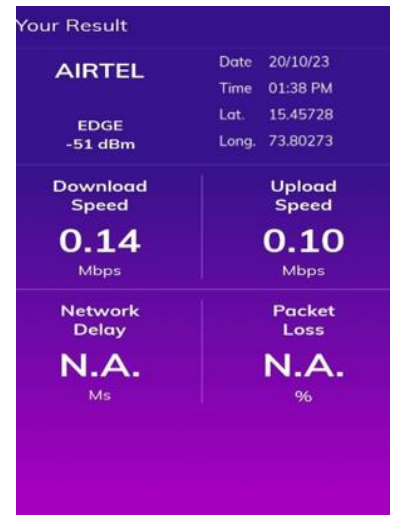 Your Result
AIRTEL
EDGE
-51 dBm
Date 20/10/23
Time 01:38 PM
Lat. 15.45728
Long. 73.80273
Download
Speed
0.14
Mbps
Upload
Speed
0.10
Mbps
Network
Delay
N.A.
Ms
Packet
Loss
N.A.
%